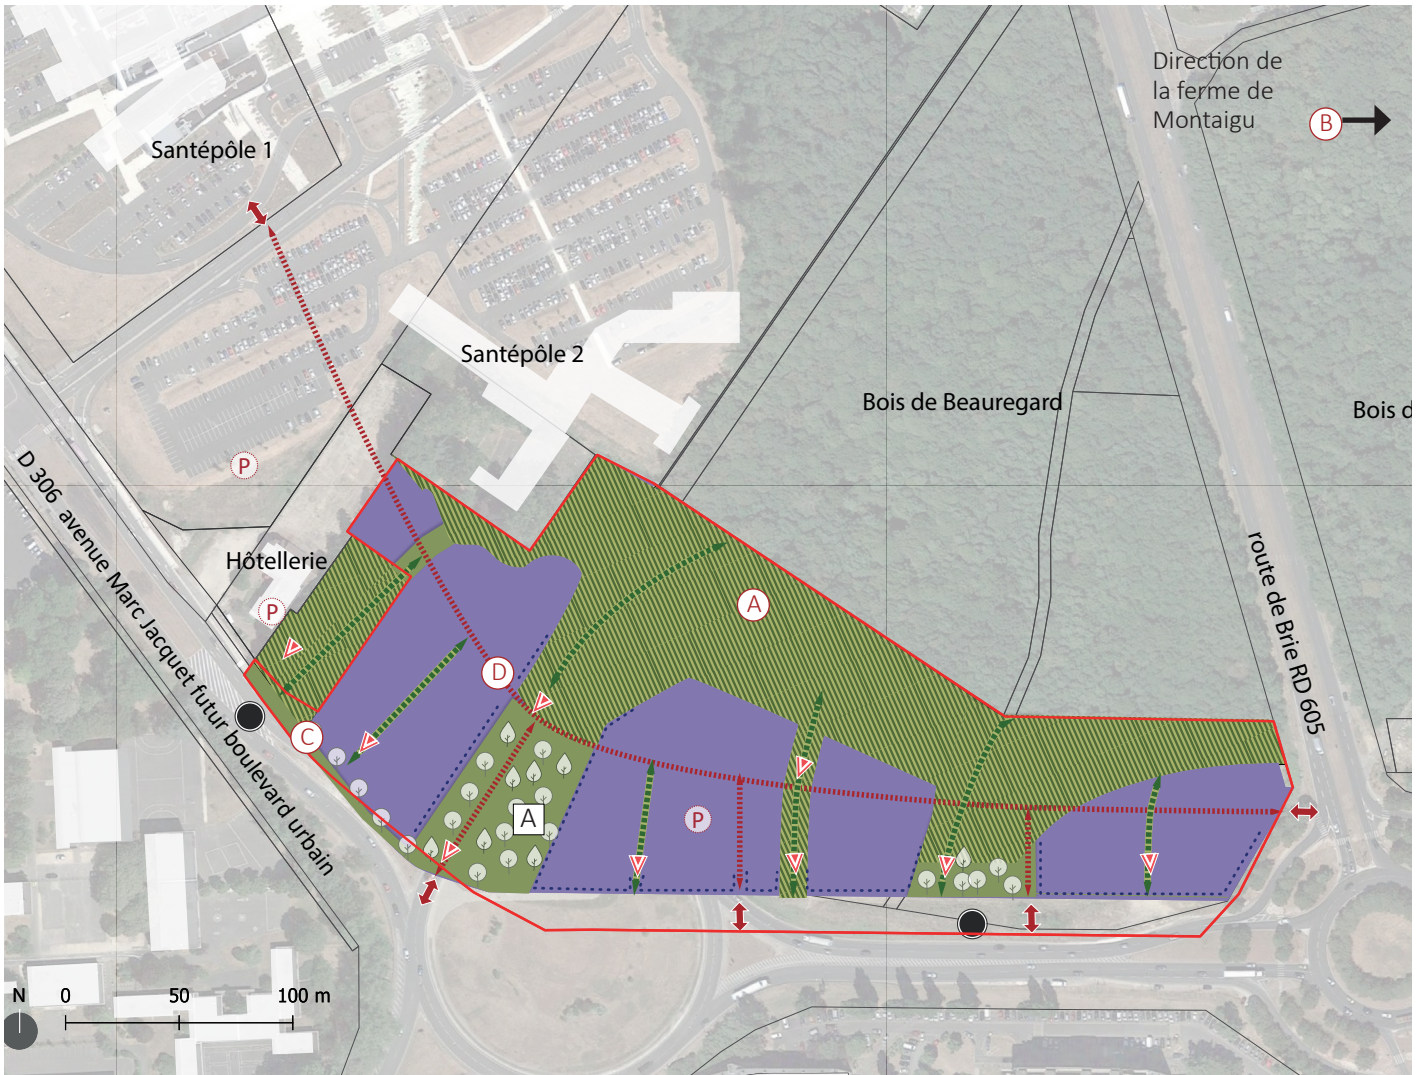 Direction de
la ferme de
Montaigu
B
Santépôle 1
Santépôle 2
Bois de Beauregard
Bois d
P
D 306 avenue Marc Jacquet futur boulevard urbain
Hôtellerie
P
route de Brie RD 605
A
D
C
A
P
N
0 50 100 m